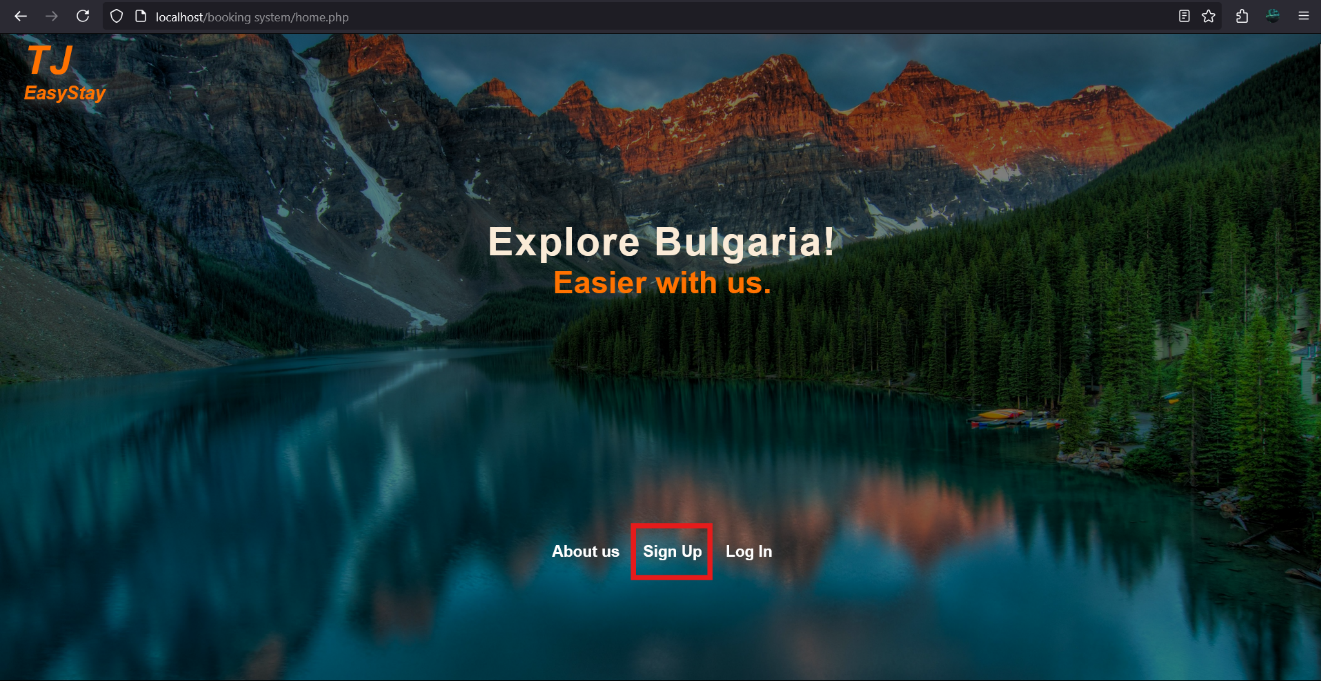 localhost/booking system/home.php
TJ
EasyStay
Explore Bulgaria!
Easier with us.
About us Sign Up Log In